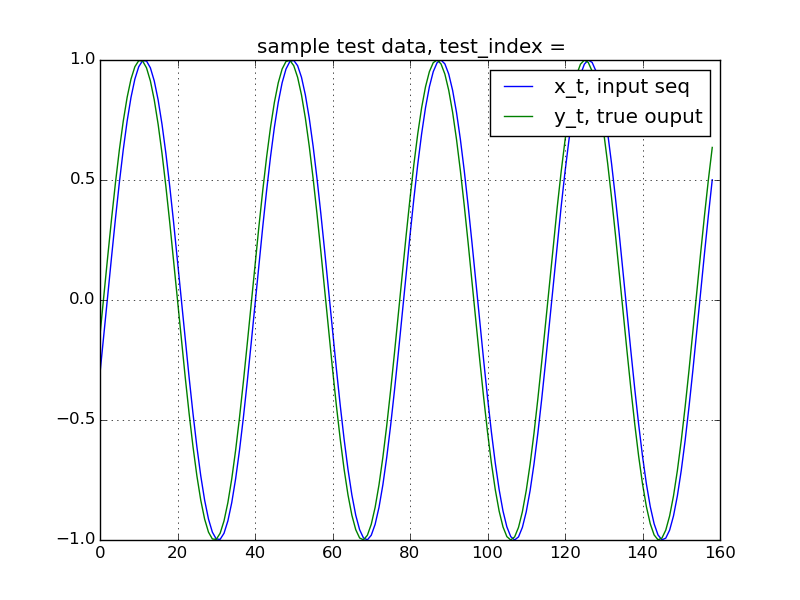 sample test data, test_index =
1.0
0.5
0.0
−0.5
−1.0
x_t, input seq
y_t, true ouput
0 20 40 60 80 100 120 140 160